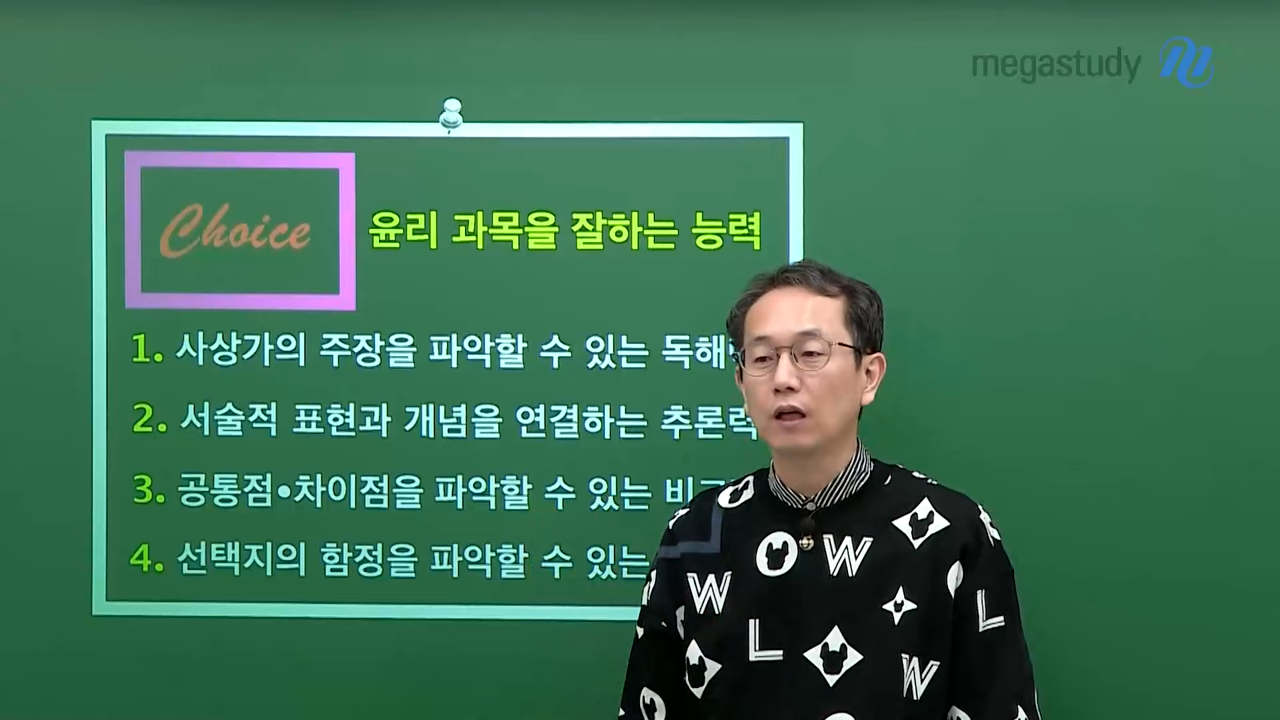 megastudy
Choice
윤리 과목을 잘하는 능력
1. 사상가의 주장을 파악할 수 있는
2. 서술적 표현과 개념을 연결하는 추론력
3. 공통점•차이점을 파악할 수 있는
4. 선택지의 함정을 파악할 수 있는
O W
W
L
L
W